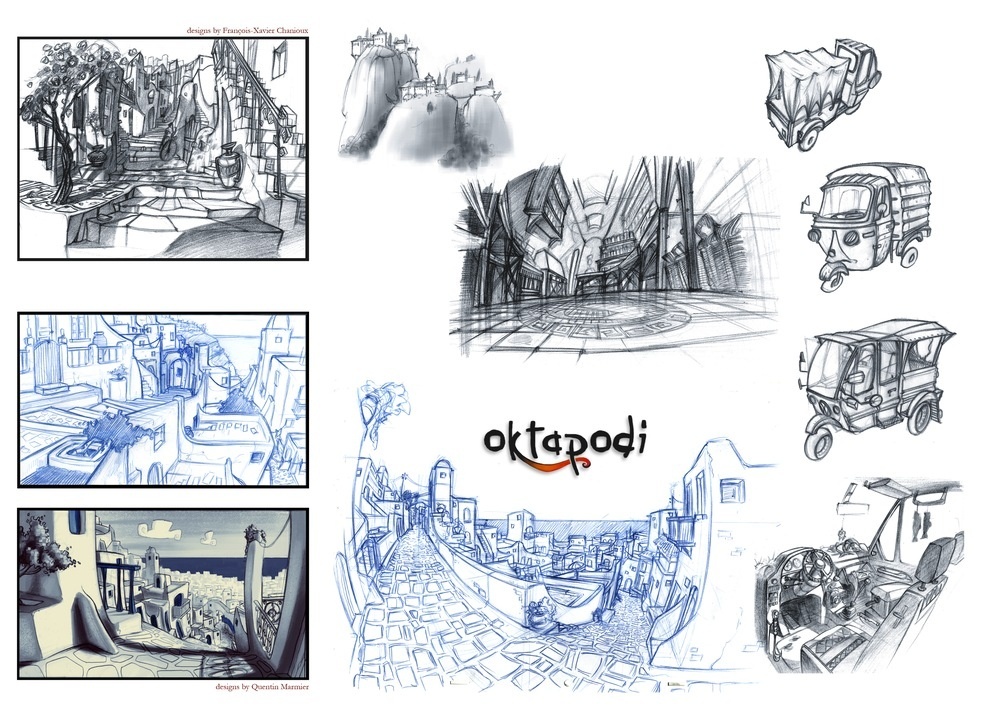 designs by François-Xavier Chanioux
oktapodi
designs by Quentin Marmier